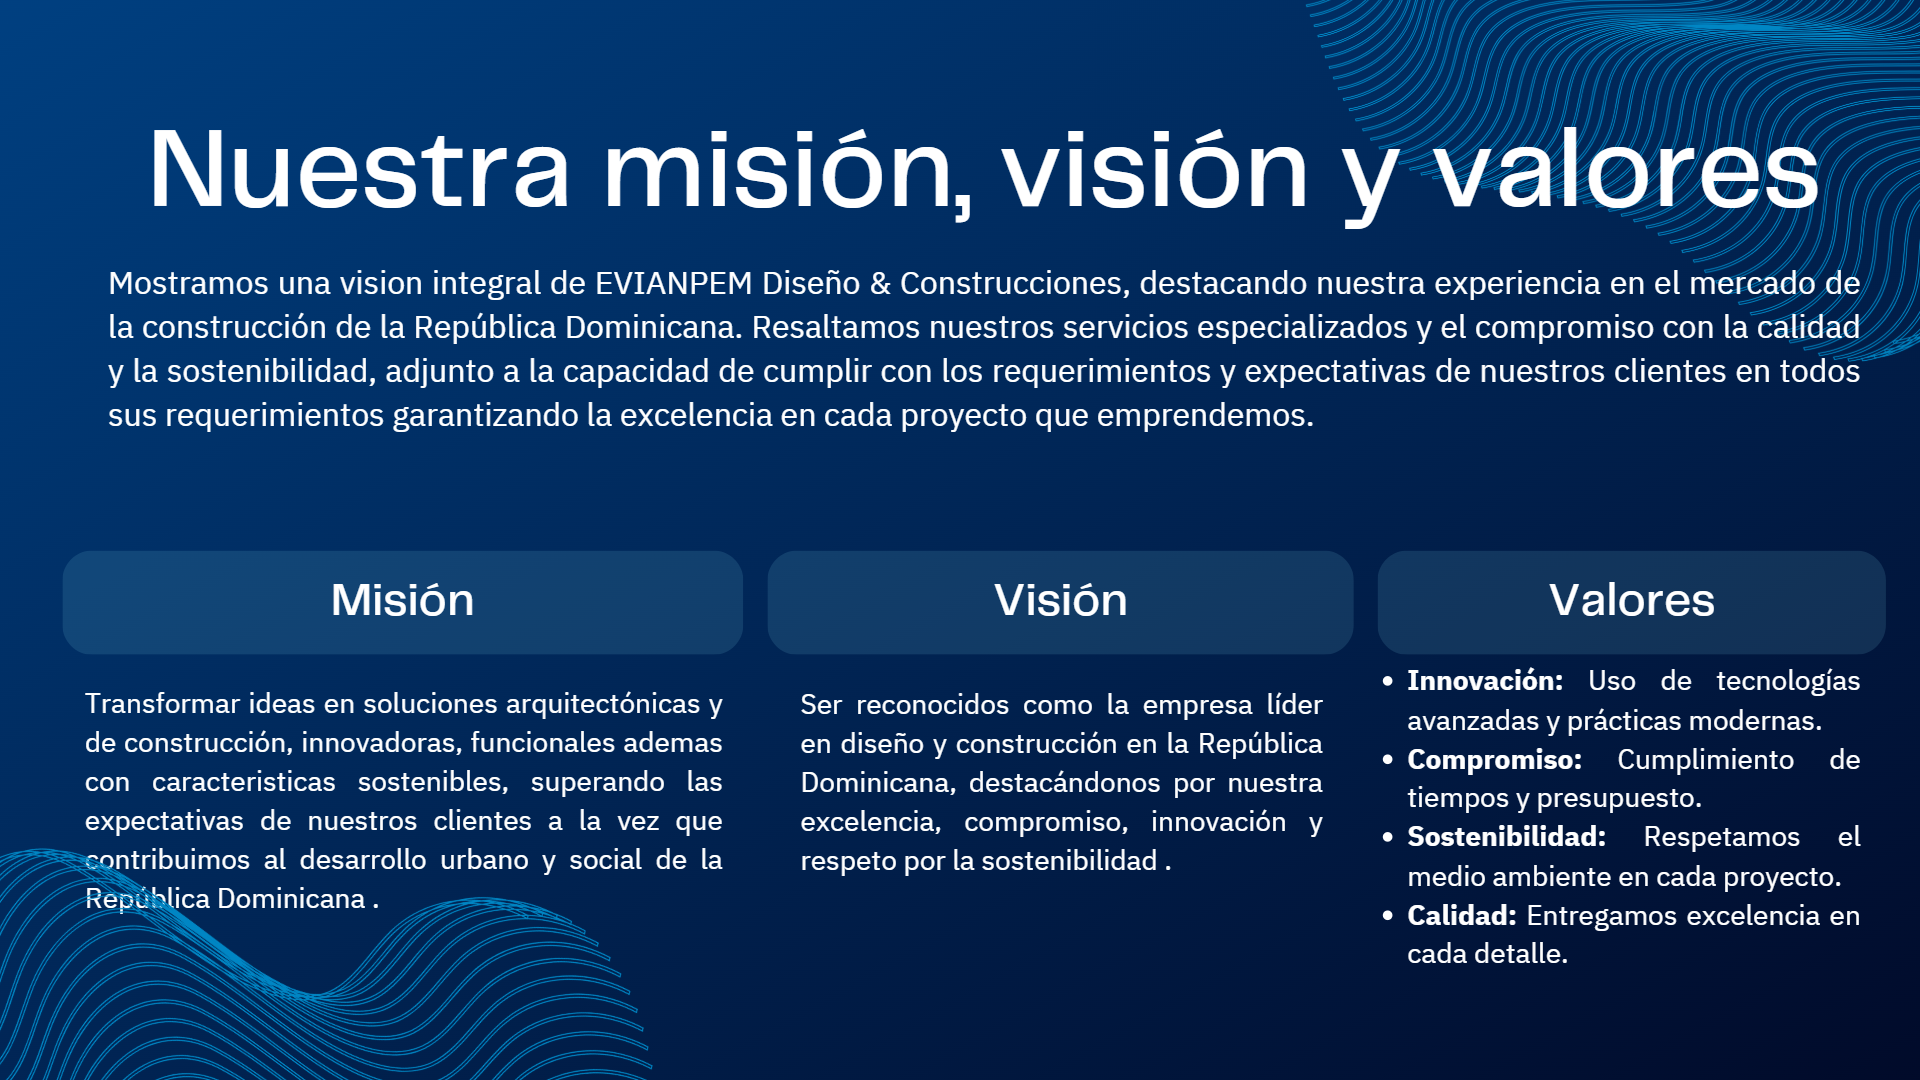 Nuestra misión, visión y valores
Mostramos una vision integral de EVIANPEM Diseño & Construcciones, destacando nuestra experiencia en el mercado de
la construcción de la República Dominicana. Resaltamos nuestros servicios especializados y el compromiso con la calidad
y la sostenibilidad, adjunto a la capacidad de cumplir con los requerimientos y expectativas de nuestros clientes en todos
sus requerimientos garantizando la excelencia en cada proyecto que emprendemos.
Misión
Transformar ideas en soluciones arquitectónicas y
de construcción, innovadoras, funcionales ademas
con caracteristicas sostenibles, superando las
expectativas de nuestros clientes a la vez que
contribuimos al desarrollo urbano y social de la
República Dominicana .
Visión
Ser reconocidos como la empresa líder
en diseño y construcción en la República
Dominicana, destacándonos por nuestra
excelencia, compromiso, innovación y
respeto por la sostenibilidad .
Valores
• Innovación: Uso de tecnologías
avanzadas y prácticas modernas.
• Compromiso: Cumplimiento de
tiempos y presupuesto.
• Sostenibilidad: Respetamos el
medio ambiente en cada proyecto.
• Calidad: Entregamos excelencia en
cada detalle.